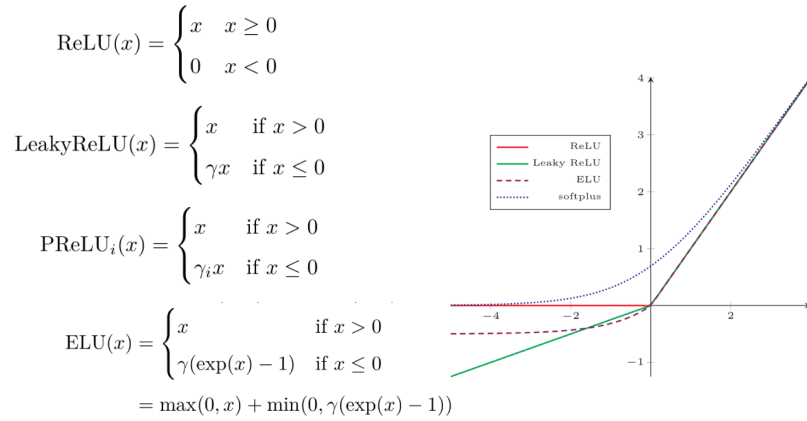 ReLU(x) = { x x ≥ 0
0 x < 0
LeakyReLU(x) = { x if x > 0
γx if x ≤ 0
PReLUᵢ(x) = { x if x > 0
γᵢx if x ≤ 0
ELU(x) = { x if x > 0
γ(exp(x) − 1) if x ≤ 0
= max(0, x) + min(0, γ(exp(x) − 1))
ReLU
Leaky ReLU
ELU
softplus
4
3
2
1
−1
−4
−2
2